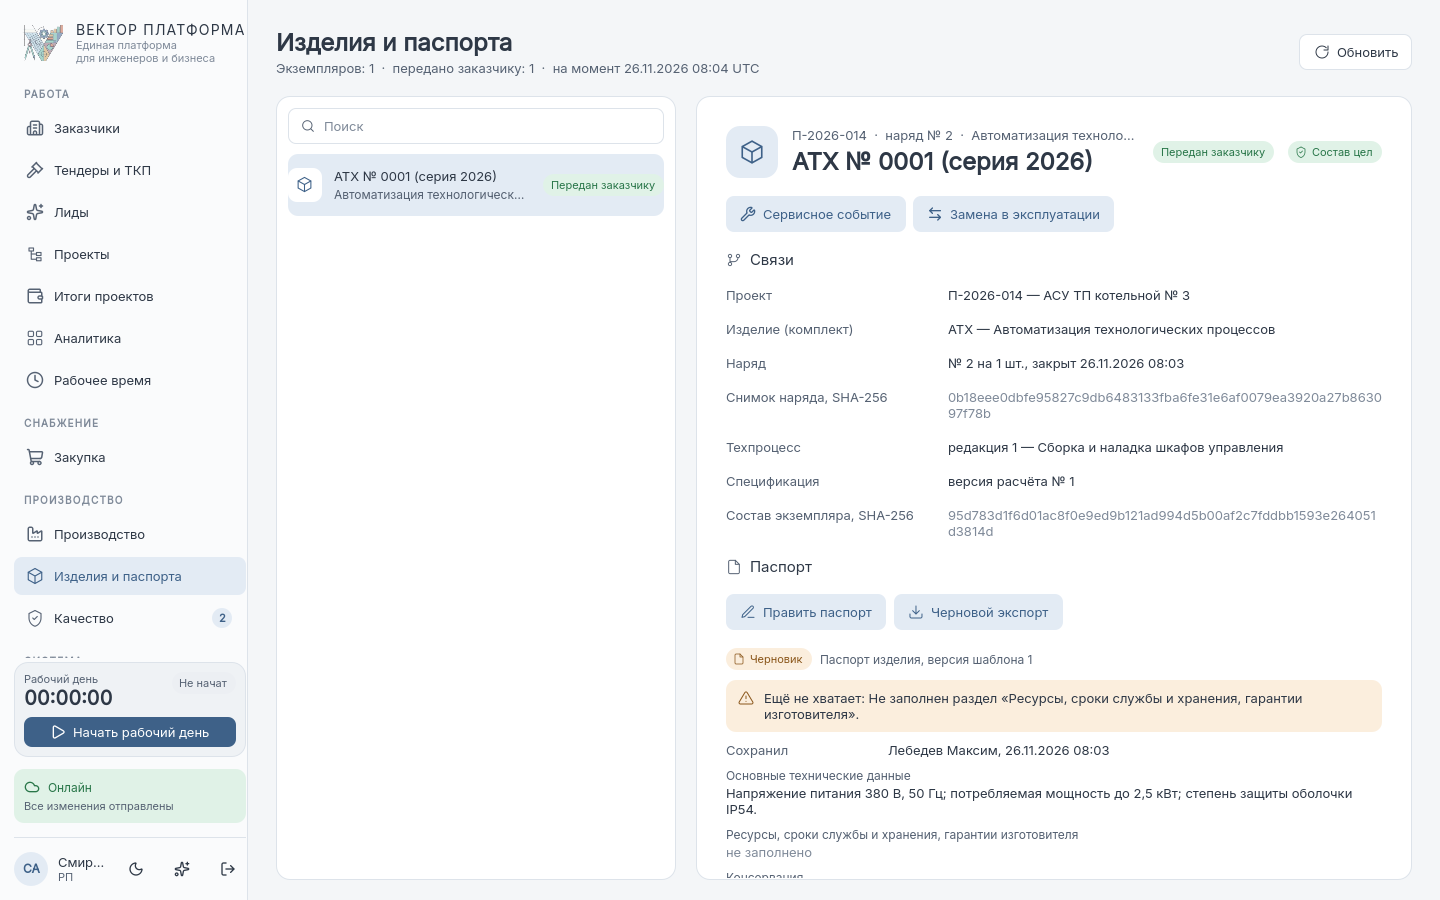 ВЕКТОР ПЛАТФОРМА
Единая платформа
для инженеров и бизнеса
РАБОТА
Заказчики
Тендеры и ТКП
Лиды
Проекты
Итоги проектов
Аналитика
Рабочее время
СНАБЖЕНИЕ
Закупка
ПРОИЗВОДСТВО
Производство
Изделия и паспорта
Качество
2
Рабочий день
Не начат
00:00:00
Начать рабочий день
Онлайн
Все изменения отправлены
СА
Смир...
РП
Изделия и паспорта
Экземпляров: 1 · передано заказчику: 1 · на момент 26.11.2026 08:04 UTC
Обновить
Поиск
АТХ № 0001 (серия 2026)
Автоматизация технологическ...
Передан заказчику
П-2026-014 · наряд № 2 · Автоматизация техноло...
АТХ № 0001 (серия 2026)
Передан заказчику
Состав цел
Сервисное событие
Замена в эксплуатации
Связи
Проект
П-2026-014 — АСУ ТП котельной № 3
Изделие (комплект)
АТХ — Автоматизация технологических процессов
Наряд
№ 2 на 1 шт., закрыт 26.11.2026 08:03
Снимок наряда, SHA-256
0b18eee0dbfe95827c9db6483133fba6fe31e6af0079ea3920a27b8630
97f78b
Техпроцесс
редакция 1 — Сборка и наладка шкафов управления
Спецификация
версия расчёта № 1
Состав экземпляра, SHA-256
95d783d1f6d01ac8f0e9ed9b121ad994d5b00af2c7fddbb1593e264051
d3814d
Паспорт
Править паспорт
Черновой экспорт
Черновик
Паспорт изделия, версия шаблона 1
Ещё не хватает: Не заполнен раздел «Ресурсы, сроки службы и хранения, гарантии
изготовителя».
Сохранил
Лебедев Максим, 26.11.2026 08:03
Основные технические данные
Напряжение питания 380 В, 50 Гц; потребляемая мощность до 2,5 кВт; степень защиты оболочки
IP54.
Ресурсы, сроки службы и хранения, гарантии изготовителя
не заполнено
Консервация